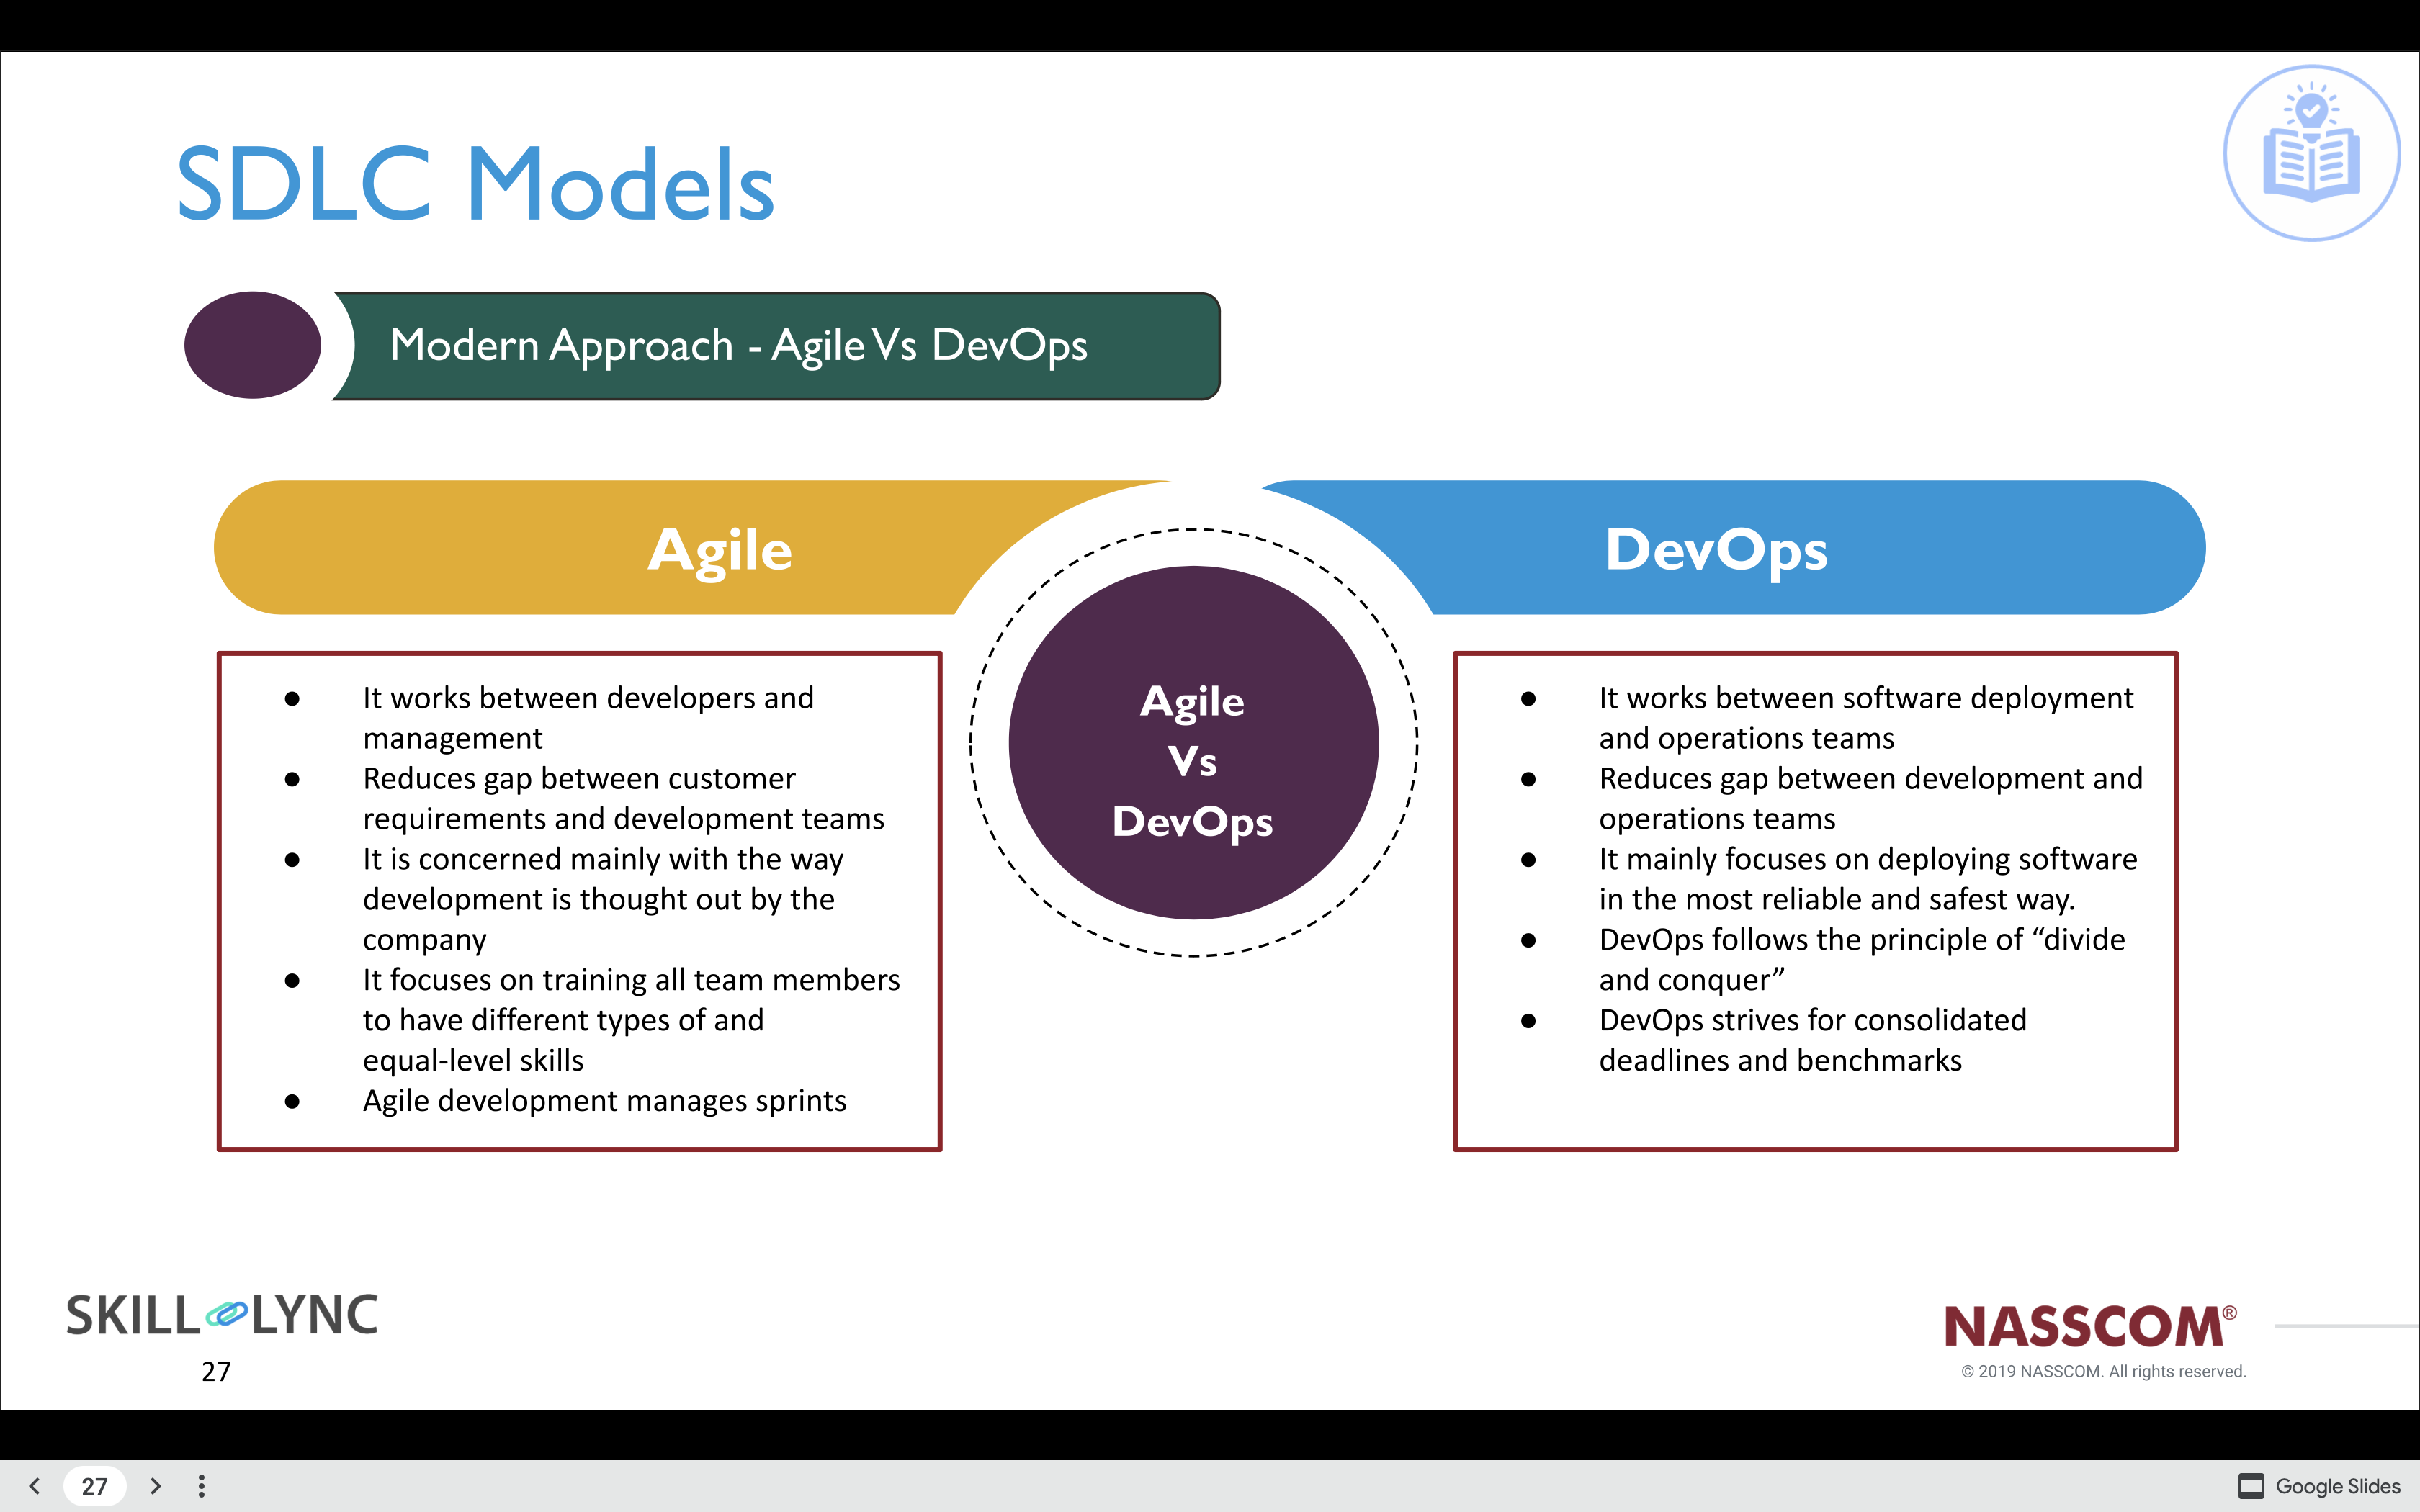 SDLC Models
Modern Approach - Agile Vs DevOps
Agile
DevOps
Agile
Vs
DevOps
● It works between developers and
management
● Reduces gap between customer
requirements and development teams
● It is concerned mainly with the way
development is thought out by the
company
● It focuses on training all team members
to have different types of and
equal-level skills
● Agile development manages sprints
● It works between software deployment
and operations teams
● Reduces gap between development and
operations teams
● It mainly focuses on deploying software
in the most reliable and safest way.
● DevOps follows the principle of “divide
and conquer”
● DevOps strives for consolidated
deadlines and benchmarks
SKILL LYNC
27
NASSCOM®
© 2019 NASSCOM. All rights reserved.
27
Google Slides